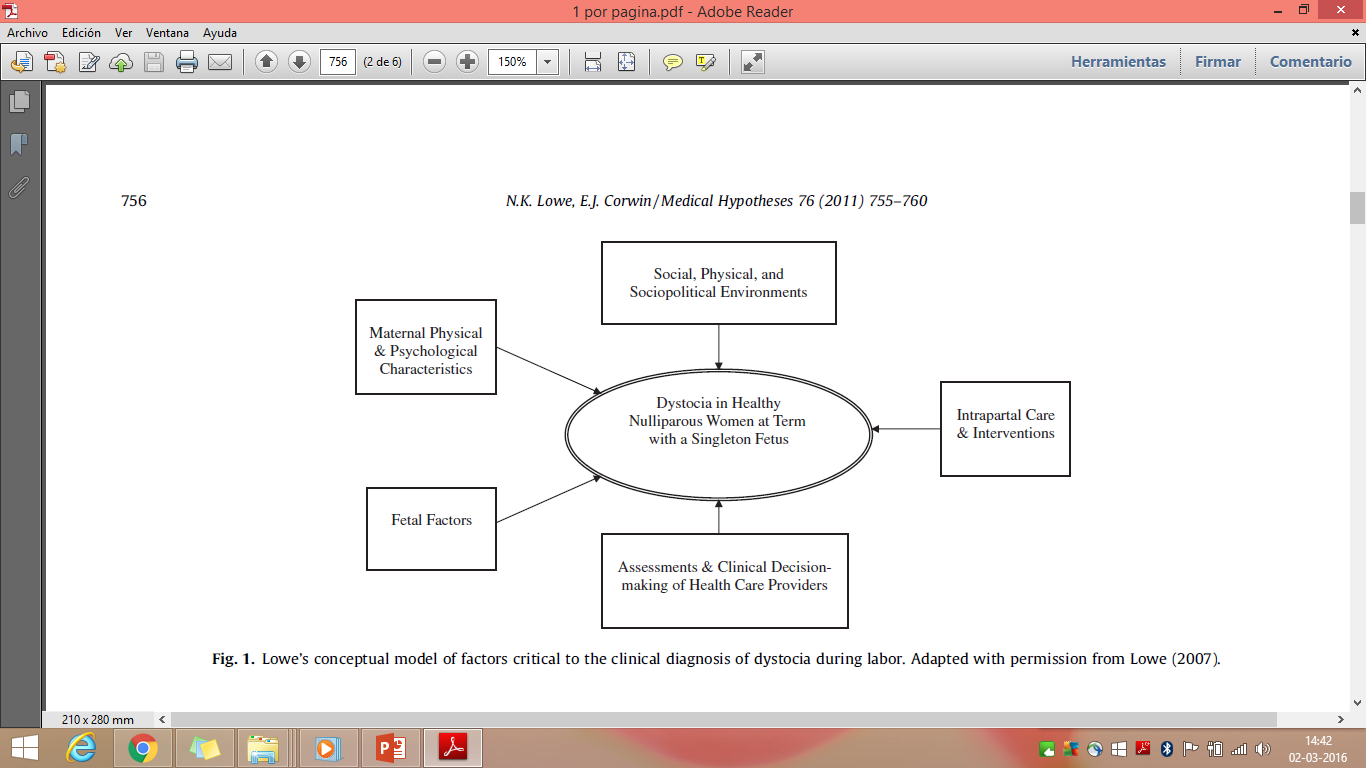 1 por pagina.pdf - Adobe Reader
Archivo Edición Ver Ventana Ayuda
756 (2 de 6) 150% Herramientas Firmar Comentario
756 N.K. Lowe, E.J. Corwin / Medical Hypotheses 76 (2011) 755–760
Social, Physical, and
Sociopolitical Environments
Maternal Physical
& Psychological
Characteristics
Dystocia in Healthy
Nulliparous Women at Term
with a Singleton Fetus
Intrapartal Care
& Interventions
Fetal Factors
Assessments & Clinical Decision-
making of Health Care Providers
Fig. 1. Lowe's conceptual model of factors critical to the clinical diagnosis of dystocia during labor. Adapted with permission from Lowe (2007).
210 x 280 mm
14:42
02-03-2016